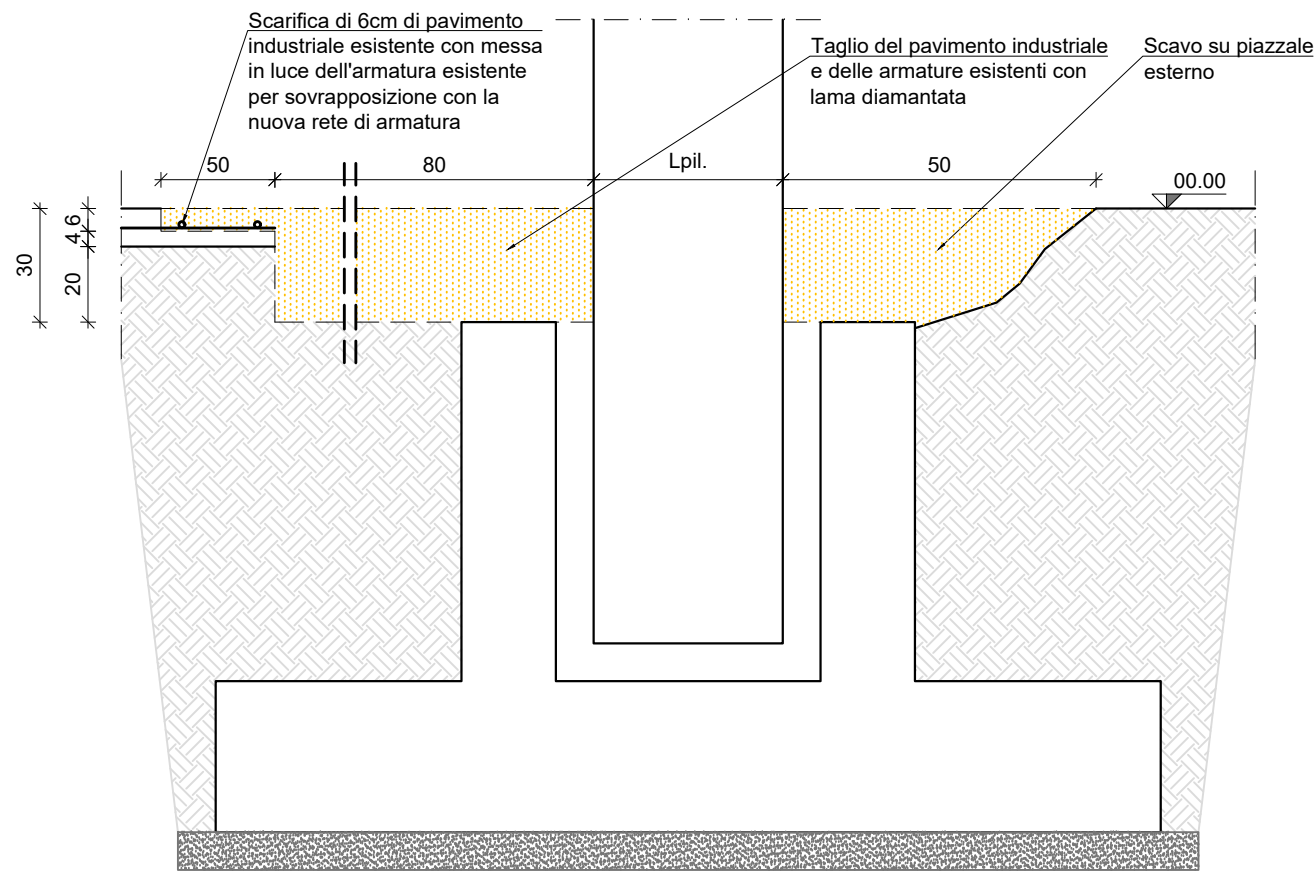 Scarifica di 6cm di pavimento
industriale esistente con messa
in luce dell'armatura esistente
per sovrapposizione con la
nuova rete di armatura
Taglio del pavimento industriale
e delle armature esistenti con
lama diamantata
Scavo su piazzale
esterno
50
80
Lpil.
50
00.00
30
6
4
20